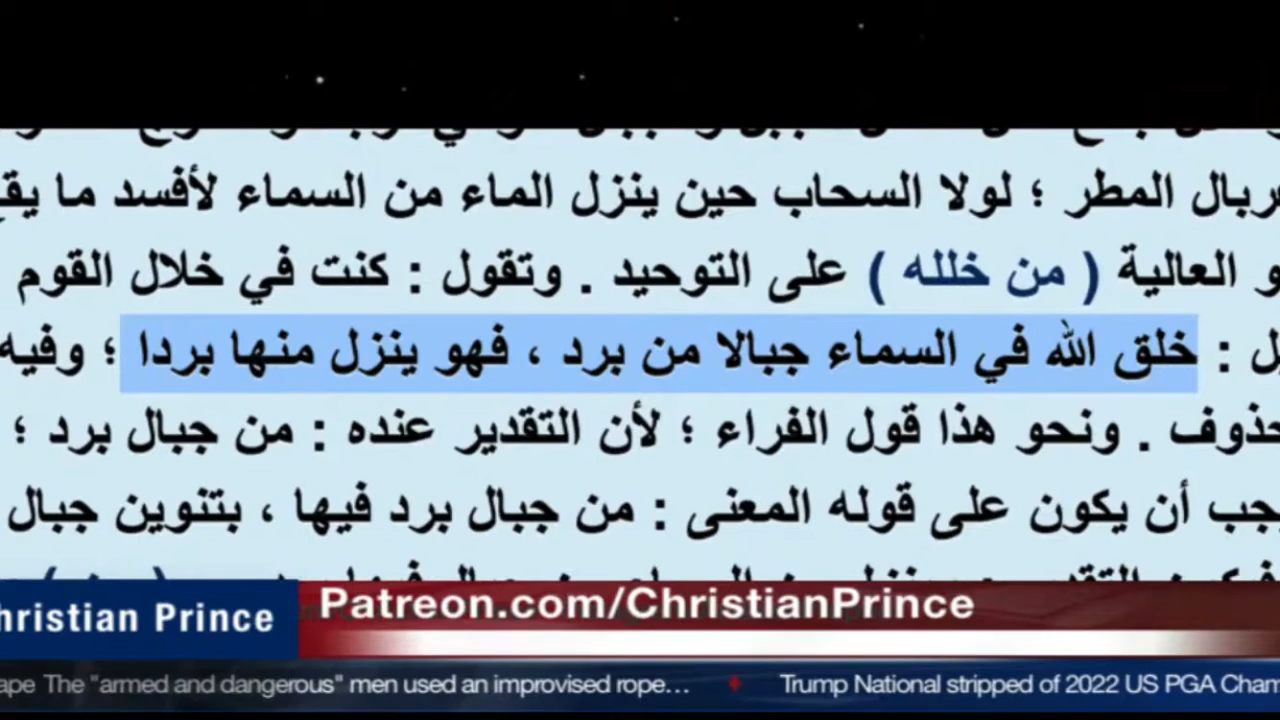 ربال المطر ؛ لولا السحاب حين ينزل الماء من السماء لأفسد ما يقع
و العالية ( من خلله ) على التوحيد . وتقول : كنت في خلال القوم
ل : خلق الله في السماء جبالا من برد ، فهو ينزل منها بردا ؛ وفيه
حذوف . ونحو هذا قول الفراء ؛ لأن التقدير عنده : من جبال برد ؛
جب أن يكون على قوله المعنى : من جبال برد فيها ، بتنوين جبال
hristian Prince
Patreon.com/ChristianPrince
ape The "armed and dangerous" men used an improvised rope… ♦ Trump National stripped of 2022 US PGA Cham